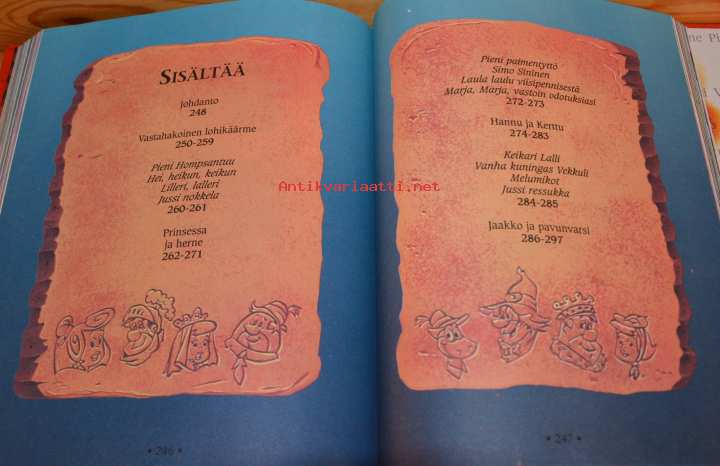 SISÄLTÄÄ
Johdanto
248
Vastahakoinen lohikäärme
250-259
Pieni Hompsantuu
Hei, heikun, keikun
Lilleri, lalleri
Jussi nokkela
260-261
Prinsessa
ja herne
262-271
• 246 •
Pieni paimentyttö
Simo Sininen
Laula laulu viisipennisestä
Marja, Marja, vastoin odotuksiasi
272-273
Hannu ja Kerttu
274-283
Keikari Lalli
Vanha kuningas Vekkuli
Melumikot
Jussi ressukka
284-285
Jaakko ja pavunvarsi
286-297
• 247 •
Antikvariaatti.net